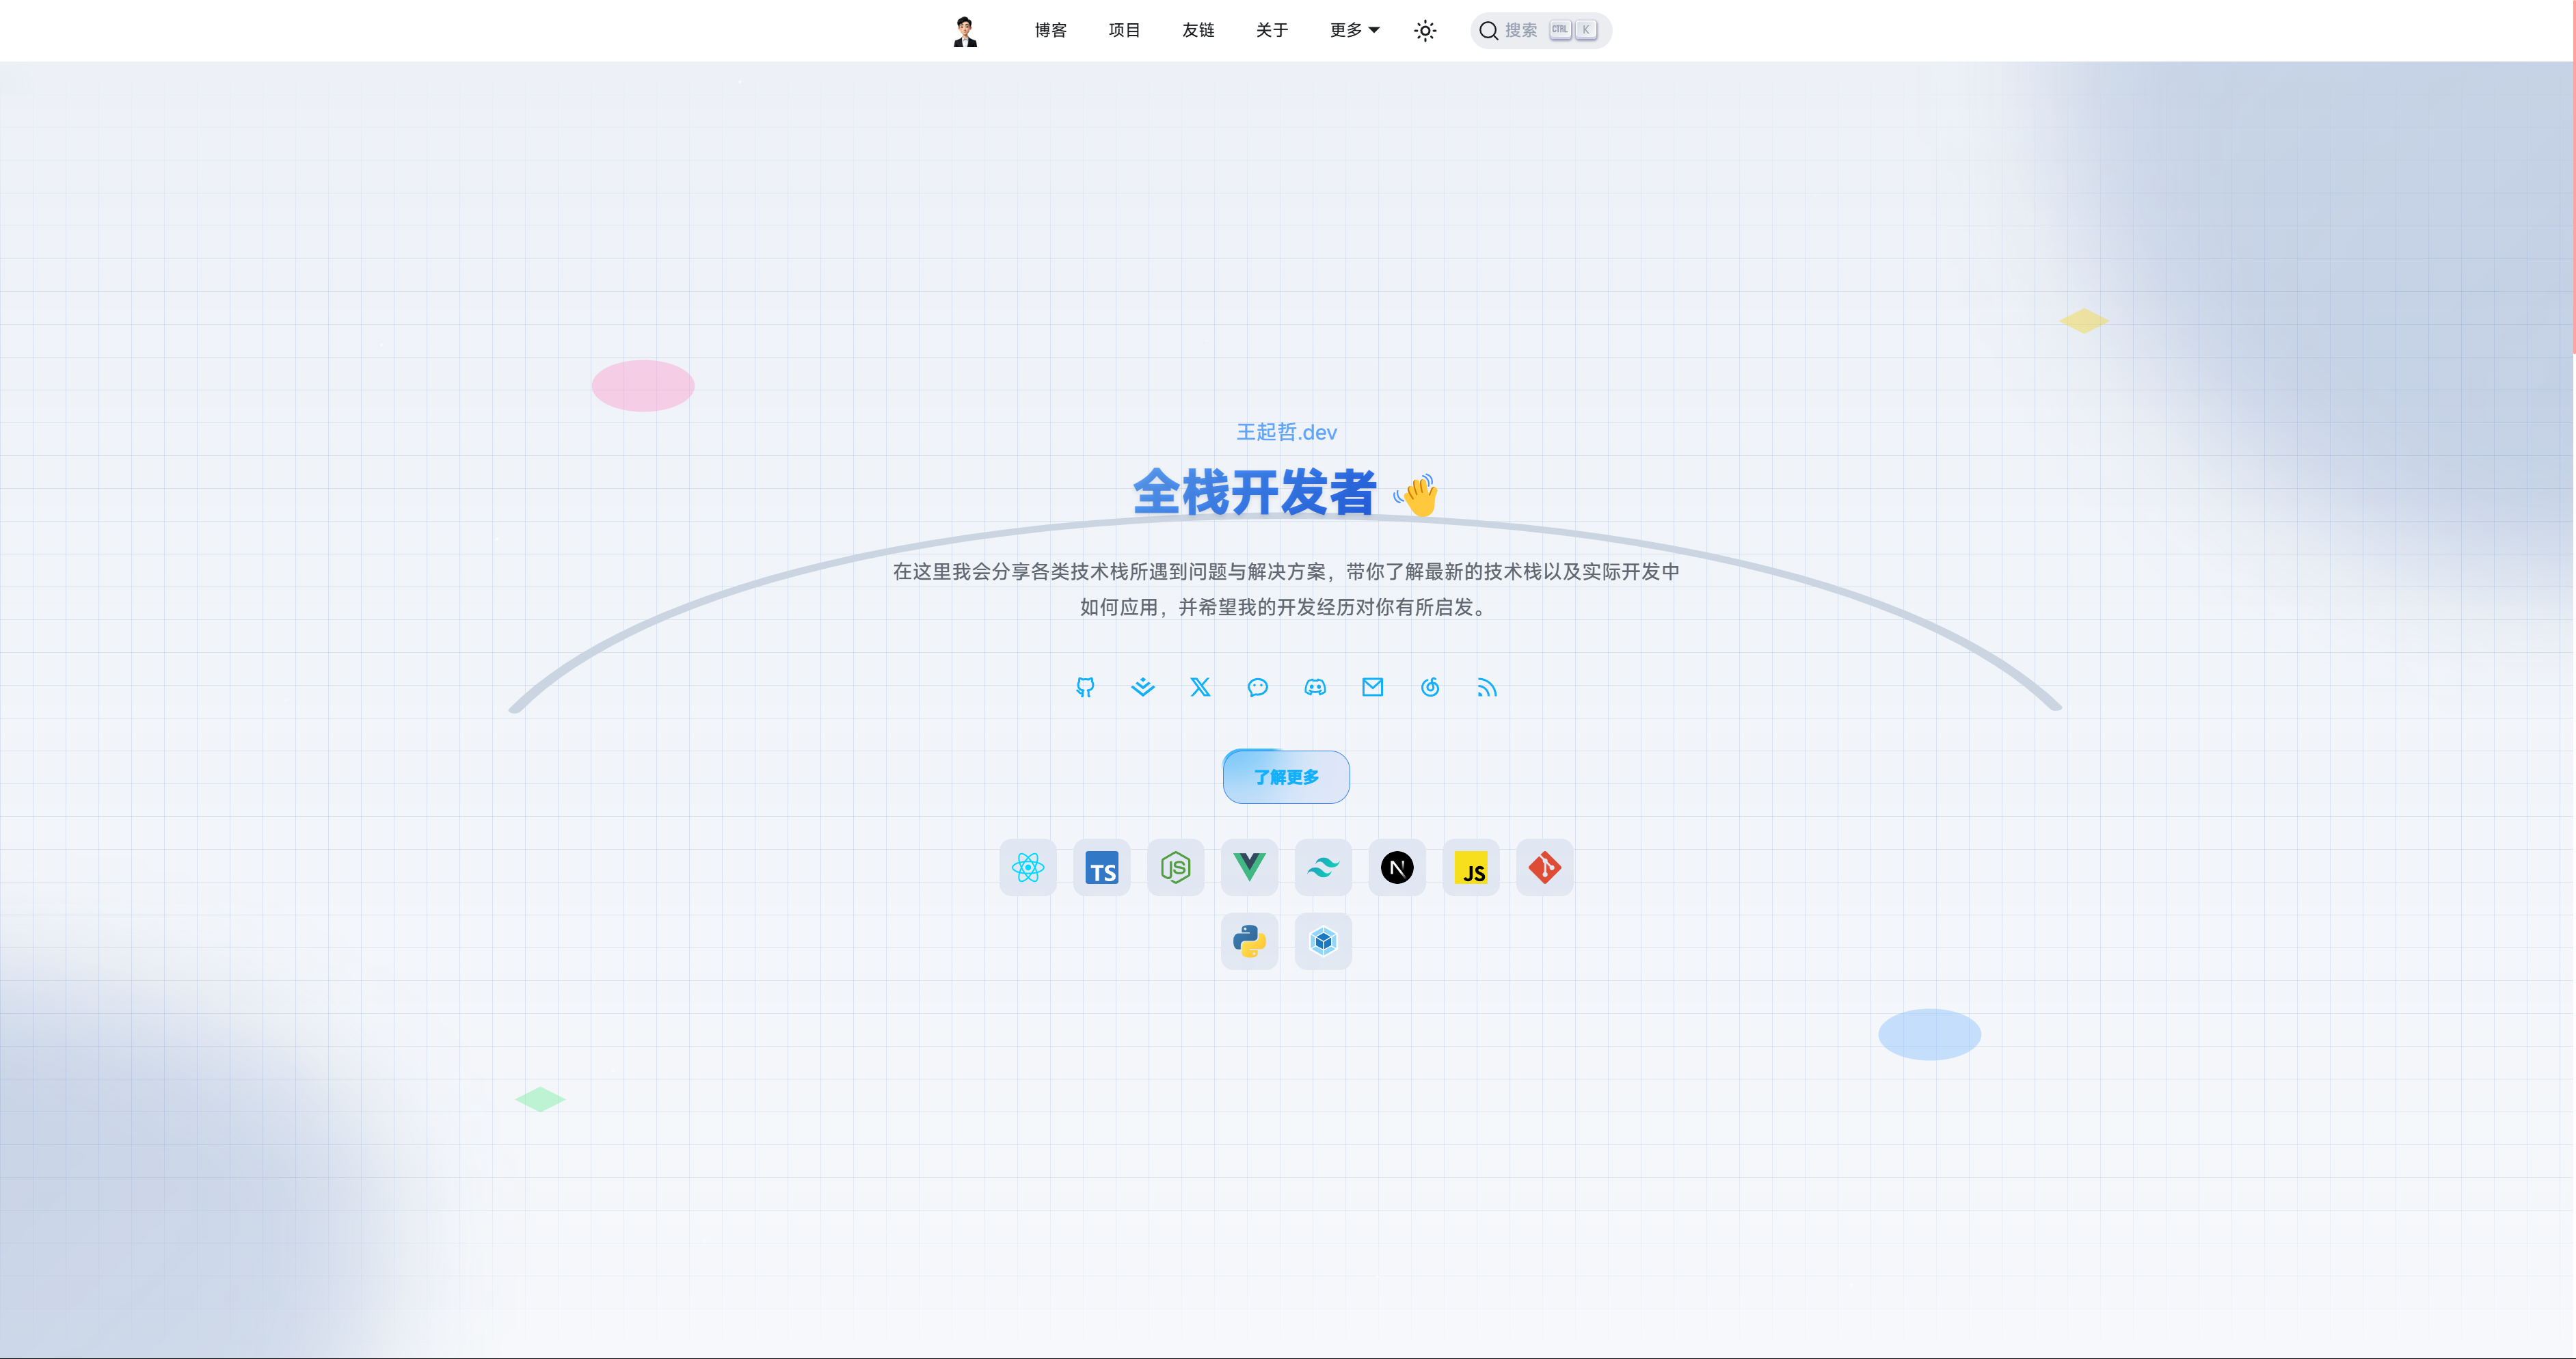 博客 项目 友链 关于 更多 搜索 CTRL K
王起哲.dev
全栈开发者 👋
在这里我会分享各类技术栈所遇到问题与解决方案，带你了解最新的技术栈以及实际开发中
如何应用，并希望我的开发经历对你有所启发。
了解更多
TS JS N JS